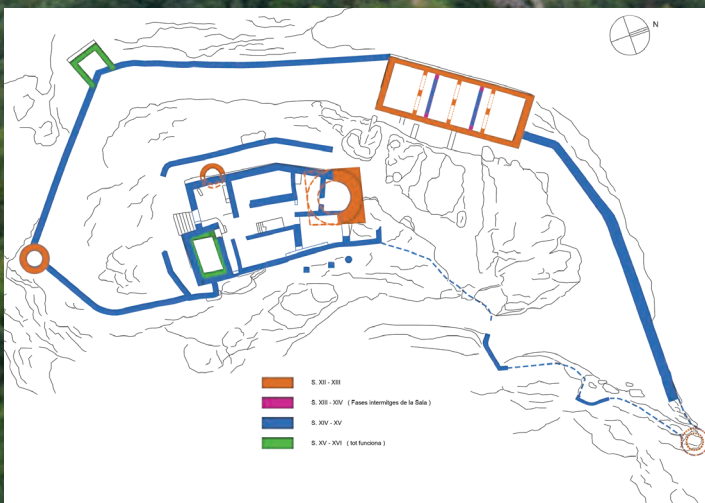 N
S. XII - XIII
S. XIII - XIV ( Fases intermitges de la Sala )
S. XIV - XV
S. XV - XVI ( tot funciona )